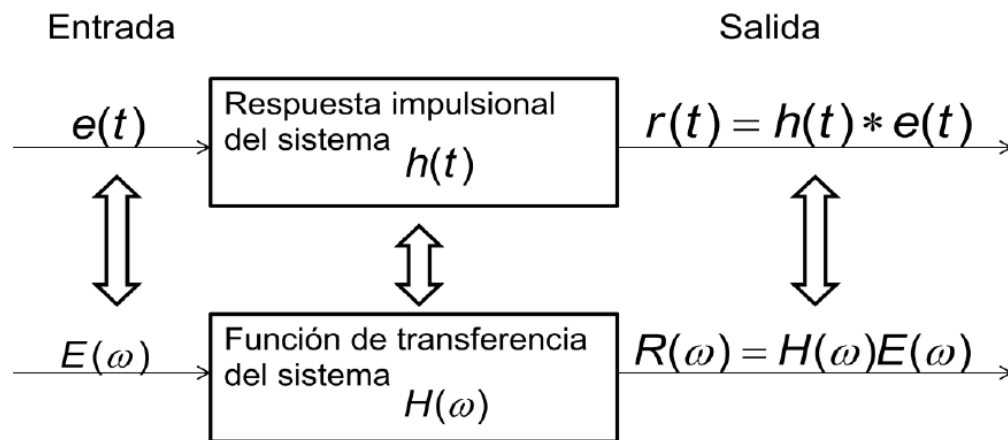 Entrada
Salida
e(t)
Respuesta impulsional
del sistema
h(t)
r(t) = h(t) * e(t)
E(ω)
Función de transferencia
del sistema
H(ω)
R(ω) = H(ω)E(ω)